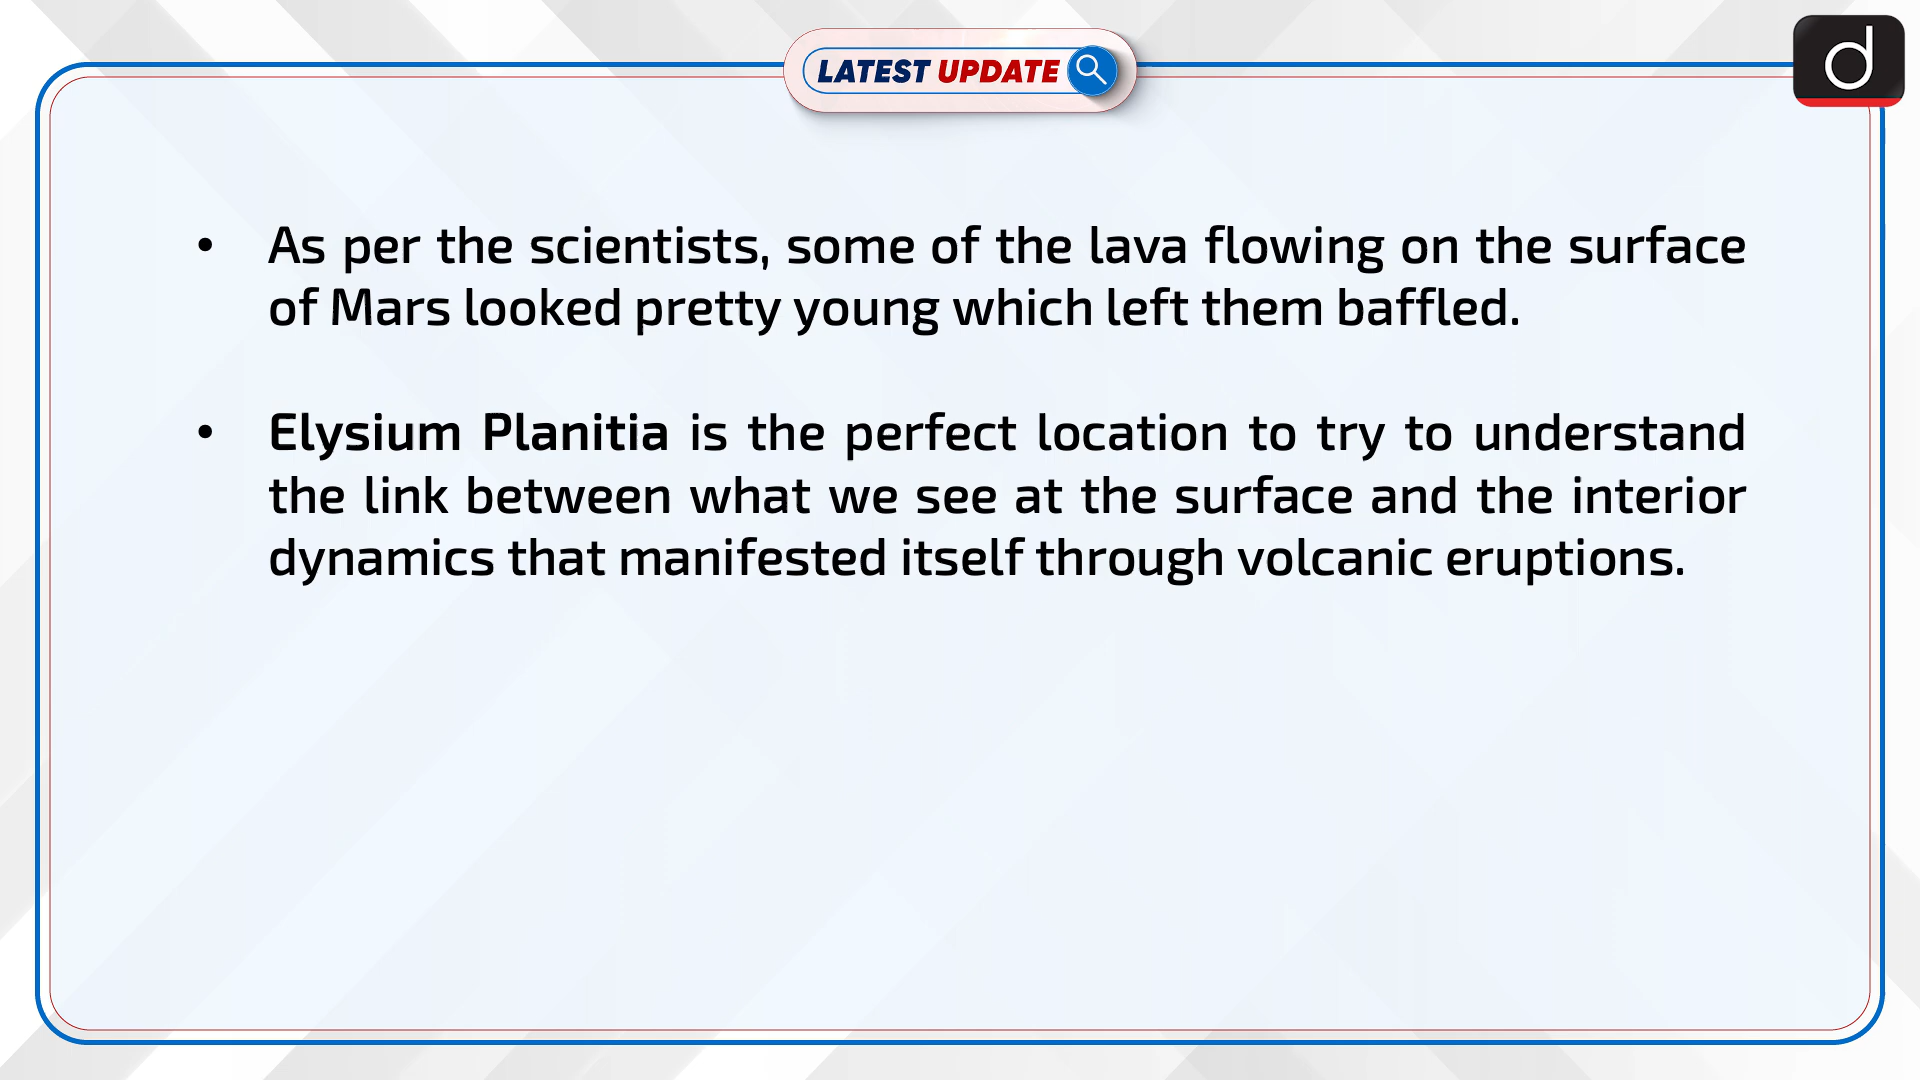 LATEST UPDATE
d
• As per the scientists, some of the lava flowing on the surface
of Mars looked pretty young which left them baffled.
• Elysium Planitia is the perfect location to try to understand
the link between what we see at the surface and the interior
dynamics that manifested itself through volcanic eruptions.